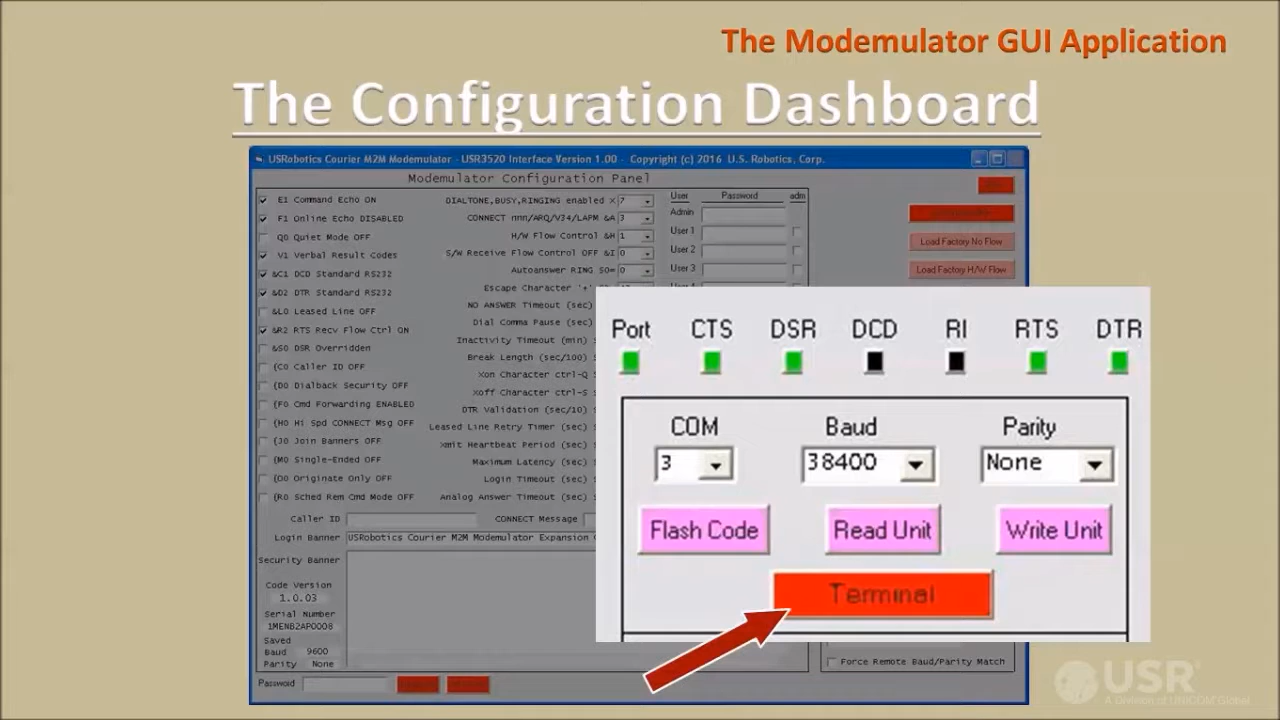 The Modemulator GUI Application
The Configuration Dashboard
USRobotics Courier M2M Modemulator - USR3520 Interface Version 1.00 - Copyright (c) 2016 U.S. Robotics, Corp.
Modemulator Configuration Panel
E1 Command Echo ON
F1 Online Echo DISABLED
Q0 Quiet Mode OFF
V1 Verbal Result Codes
&C1 DCD Standard RS232
&D2 DTR Standard RS232
&L0 Leased Line OFF
&R2 RTS Recv Flow Ctrl ON
&S0 DSR Overridden
{C0 Caller ID OFF
{D0 Dialback Security OFF
{F0 Cmd Forwarding ENABLED
{H0 Hi Spd CONNECT Msg OFF
{J0 Join Banners OFF
{M0 Single-Ended OFF
{O0 Originate Only OFF
{R0 Sched Rem Cmd Mode OFF
DIALTONE,BUSY,RINGING enabled X 7
CONNECT nnn/ARQ/V34/LAPM &A 3
H/W Flow Control &H 1
S/W Receive Flow Control OFF &I 0
Autoanswer RING S0= 0
Escape Character '+'
NO ANSWER Timeout (sec)
Dial Comma Pause (sec)
Inactivity Timeout (min)
Break Length (sec/100)
Xon Character ctrl-Q
Xoff Character ctrl-S
DTR Validation (sec/10)
Leased Line Retry Timer (sec)
Xmit Heartbeat Period (sec)
Maximum Latency (sec)
Login Timeout (sec)
Analog Answer Timeout (sec)
User Password adm
Admin
User 1
User 2
User 3
Load Factory No Flow
Load Factory H/W Flow
Port CTS DSR DCD RI RTS DTR
COM Baud Parity
3 38400 None
Flash Code Read Unit Write Unit
Terminal
Caller ID CONNECT Message
Login Banner USRobotics Courier M2M Modemulator Expansion
Security Banner
Code Version
1.0.03
Serial Number
1MENB2AP0008
Saved
Baud 9600
Parity None
Force Remote Baud/Parity Match
Password
USR
A Division of UNICOM Global